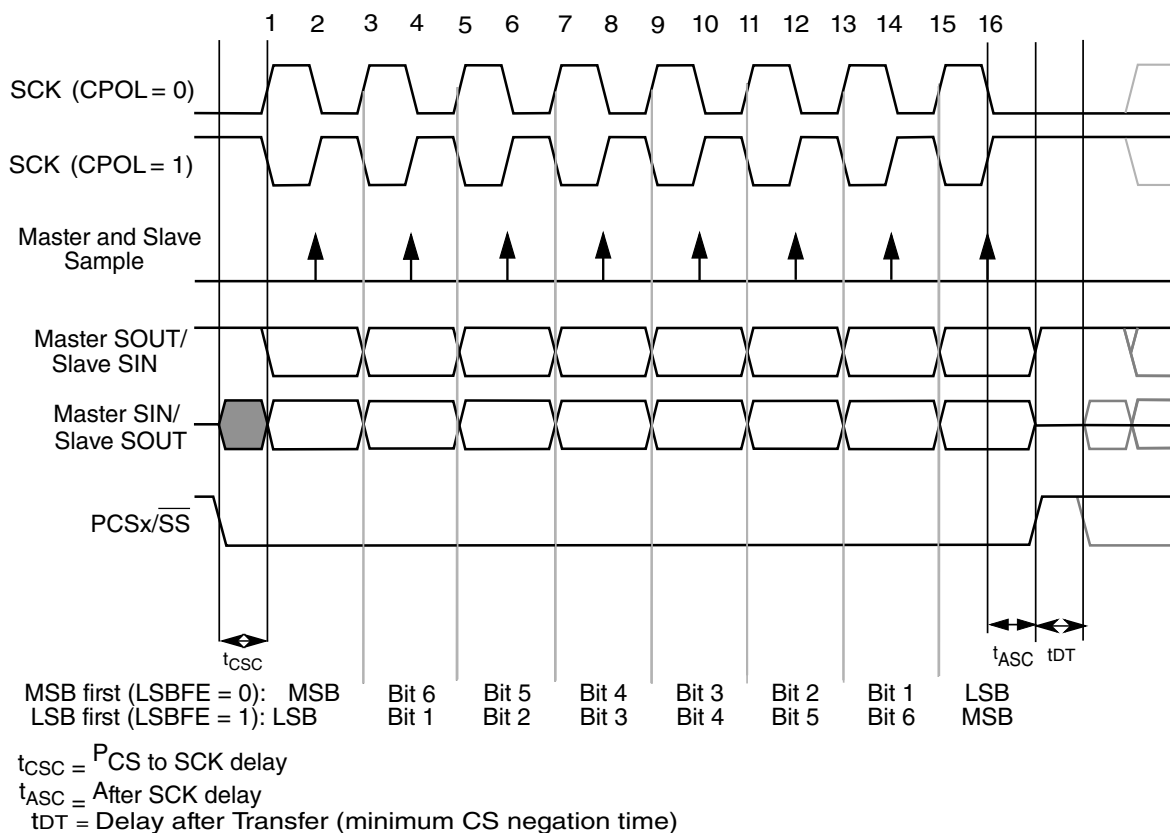 1 2 3 4 5 6 7 8 9 10 11 12 13 14 15 16
SCK (CPOL = 0)
SCK (CPOL = 1)
Master and Slave
Sample
Master SOUT/
Slave SIN
Master SIN/
Slave SOUT
PCSx/SS
tCSC
tASC
tDT
MSB first (LSBFE = 0): MSB Bit 6 Bit 5 Bit 4 Bit 3 Bit 2 Bit 1 LSB
LSB first (LSBFE = 1): LSB Bit 1 Bit 2 Bit 3 Bit 4 Bit 5 Bit 6 MSB
tCSC = PCS to SCK delay
tASC = After SCK delay
tDT = Delay after Transfer (minimum CS negation time)